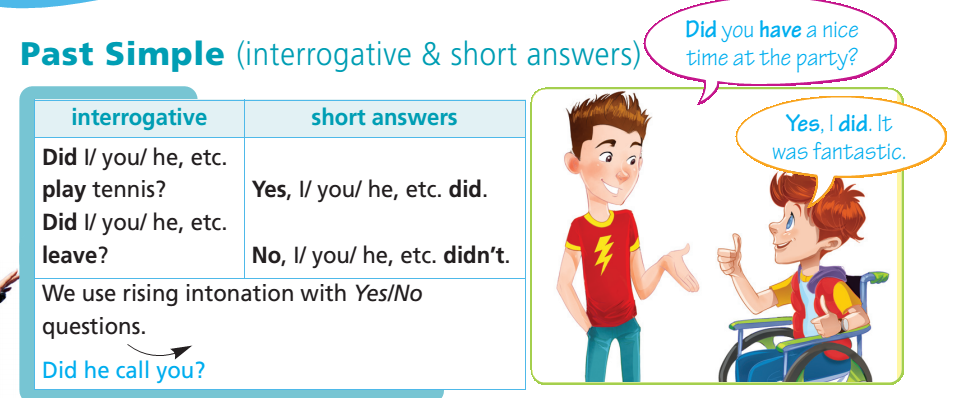 Past Simple (interrogative & short answers)
Did you have a nice
time at the party?
Yes, I did. It
was fantastic.
interrogative
short answers
Did I/ you/ he, etc.
play tennis?
Did I/ you/ he, etc.
leave?
Yes, I/ you/ he, etc. did.
No, I/ you/ he, etc. didn't.
We use rising intonation with Yes/No
questions.
Did he call you?